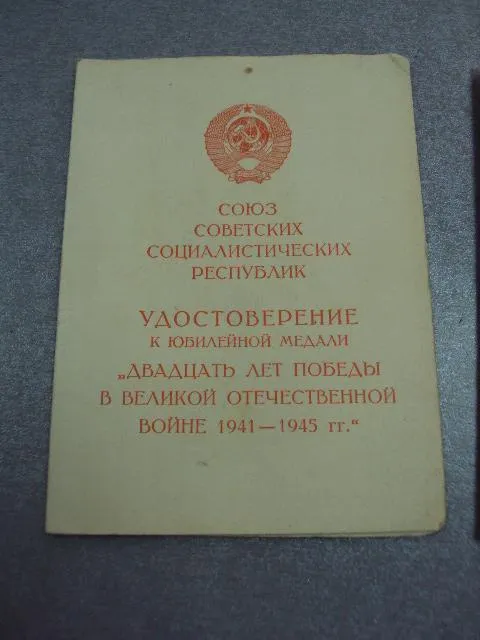 СОЮЗ
СОВЕТСКИХ
СОЦИАЛИСТИЧЕСКИХ
РЕСПУБЛИК
УДОСТОВЕРЕНИЕ
К ЮБИЛЕЙНОЙ МЕДАЛИ
„ДВАДЦАТЬ ЛЕТ ПОБЕДЫ
В ВЕЛИКОЙ ОТЕЧЕСТВЕННОЙ
ВОЙНЕ 1941—1945 гг.“